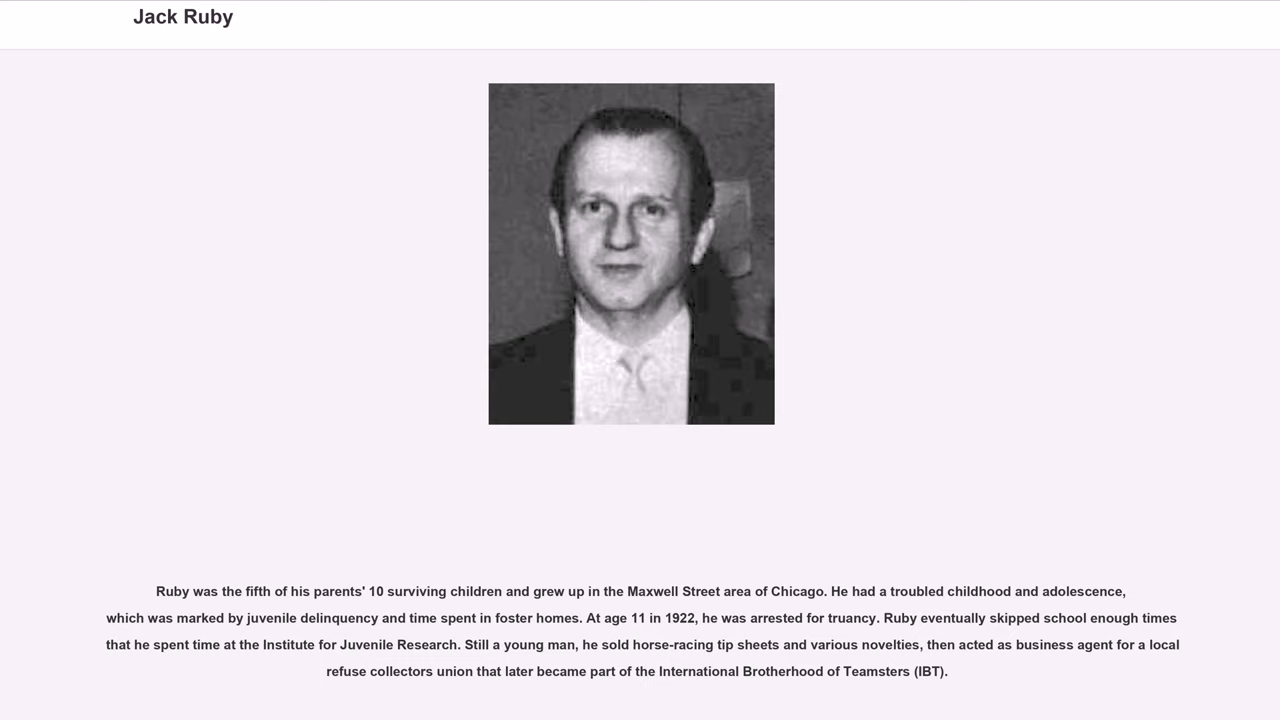 Jack Ruby
Ruby was the fifth of his parents' 10 surviving children and grew up in the Maxwell Street area of Chicago. He had a troubled childhood and adolescence,
which was marked by juvenile delinquency and time spent in foster homes. At age 11 in 1922, he was arrested for truancy. Ruby eventually skipped school enough times
that he spent time at the Institute for Juvenile Research. Still a young man, he sold horse-racing tip sheets and various novelties, then acted as business agent for a local
refuse collectors union that later became part of the International Brotherhood of Teamsters (IBT).